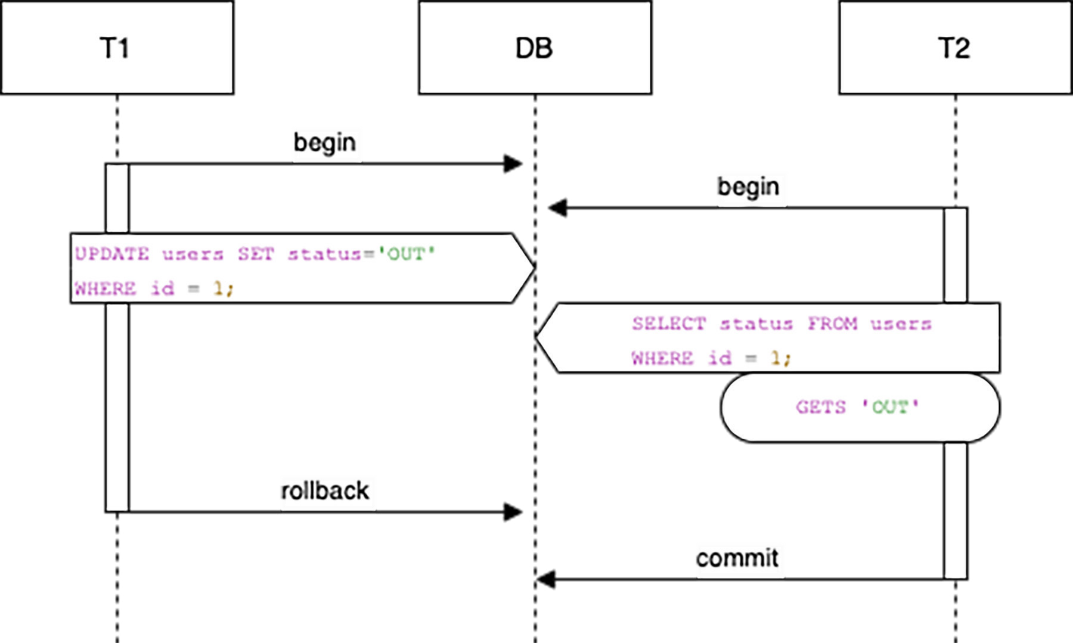 T1
DB
T2
begin
begin
UPDATE users SET status='OUT'
WHERE id = 1;
SELECT status FROM users
WHERE id = 1;
GETS 'OUT'
rollback
commit